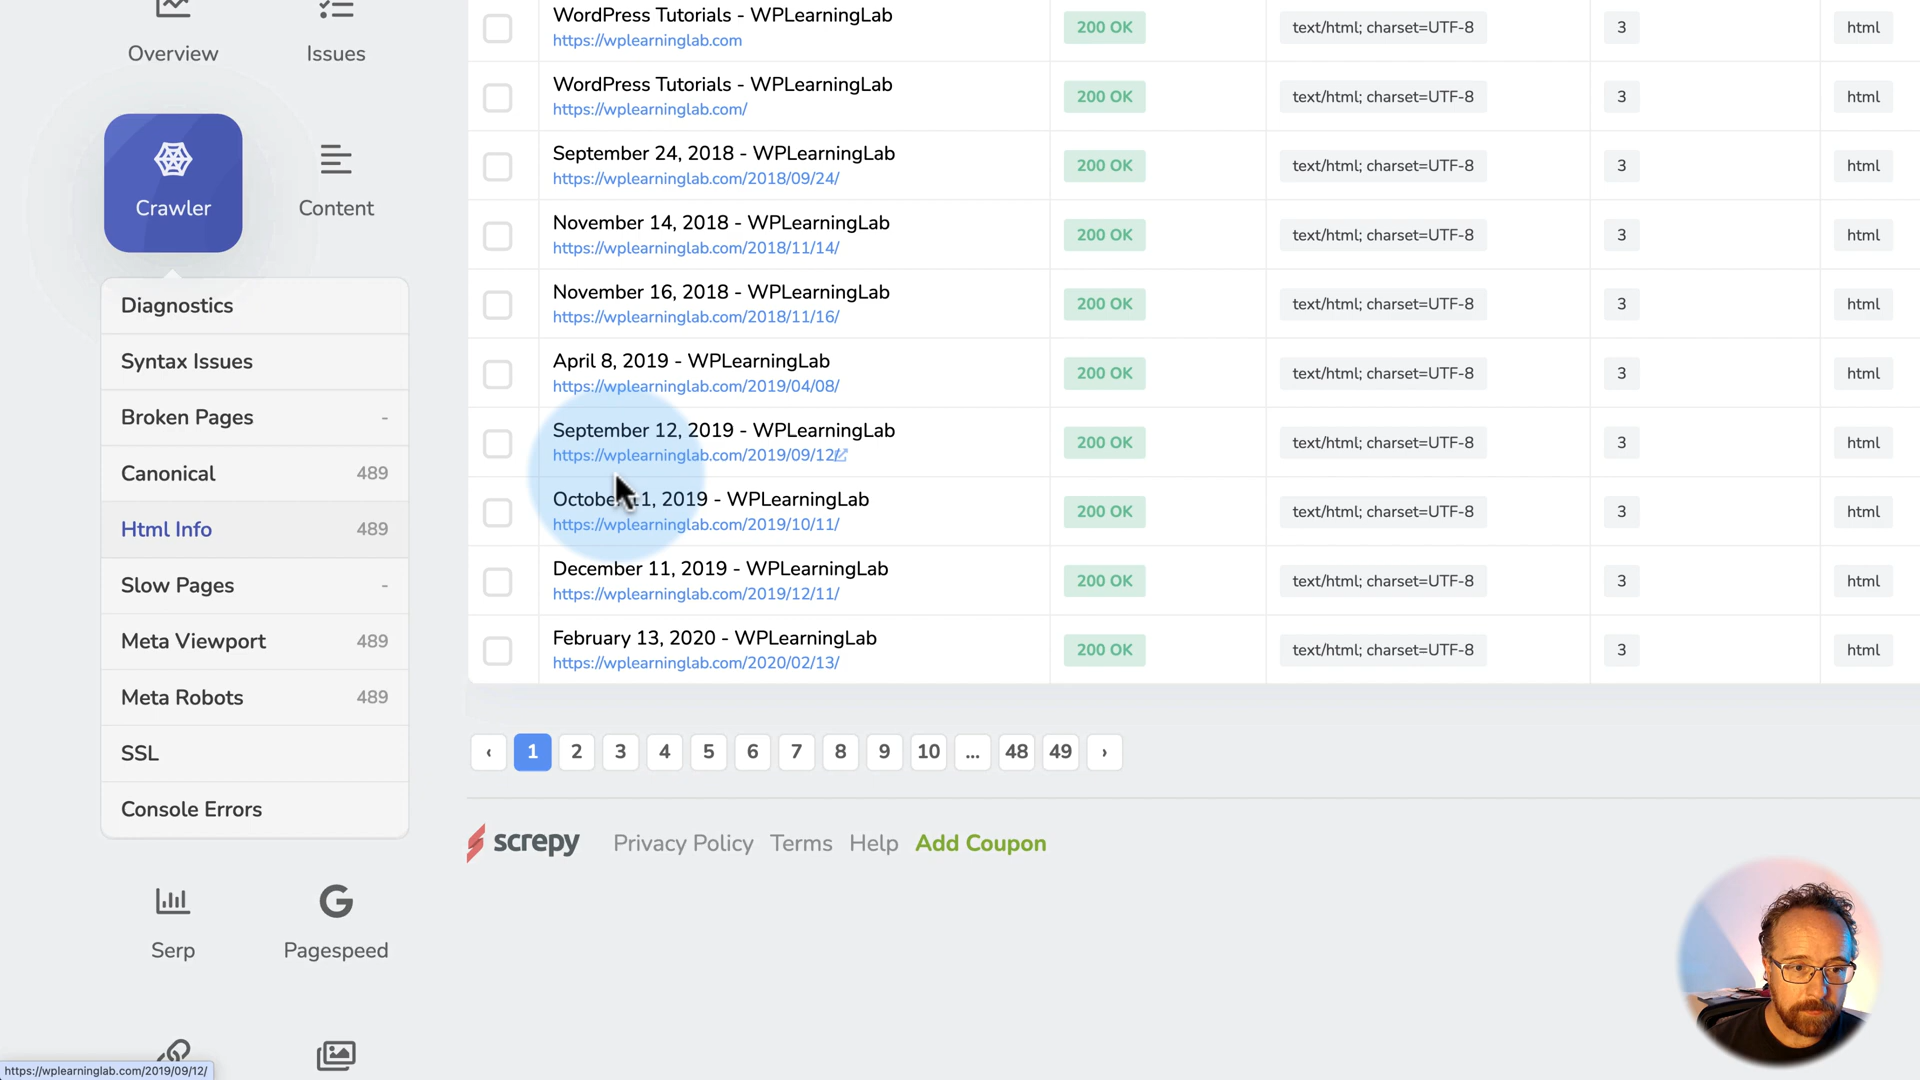 Overview
Issues
Crawler
Content
Diagnostics
Syntax Issues
Broken Pages -
Canonical 489
Html Info 489
Slow Pages -
Meta Viewport 489
Meta Robots 489
SSL
Console Errors
Serp
Pagespeed
WordPress Tutorials - WPLearningLab
https://wplearninglab.com
200 OK
text/html; charset=UTF-8
3
html
WordPress Tutorials - WPLearningLab
https://wplearninglab.com/
200 OK
text/html; charset=UTF-8
3
html
September 24, 2018 - WPLearningLab
https://wplearninglab.com/2018/09/24/
200 OK
text/html; charset=UTF-8
3
html
November 14, 2018 - WPLearningLab
https://wplearninglab.com/2018/11/14/
200 OK
text/html; charset=UTF-8
3
html
November 16, 2018 - WPLearningLab
https://wplearninglab.com/2018/11/16/
200 OK
text/html; charset=UTF-8
3
html
April 8, 2019 - WPLearningLab
https://wplearninglab.com/2019/04/08/
200 OK
text/html; charset=UTF-8
3
html
September 12, 2019 - WPLearningLab
https://wplearninglab.com/2019/09/12/
200 OK
text/html; charset=UTF-8
3
html
October 11, 2019 - WPLearningLab
https://wplearninglab.com/2019/10/11/
200 OK
text/html; charset=UTF-8
3
html
December 11, 2019 - WPLearningLab
https://wplearninglab.com/2019/12/11/
200 OK
text/html; charset=UTF-8
3
html
February 13, 2020 - WPLearningLab
https://wplearninglab.com/2020/02/13/
200 OK
text/html; charset=UTF-8
3
html
‹ 1 2 3 4 5 6 7 8 9 10 ... 48 49 ›
screpy Privacy Policy Terms Help Add Coupon
https://wplearninglab.com/2019/09/12/